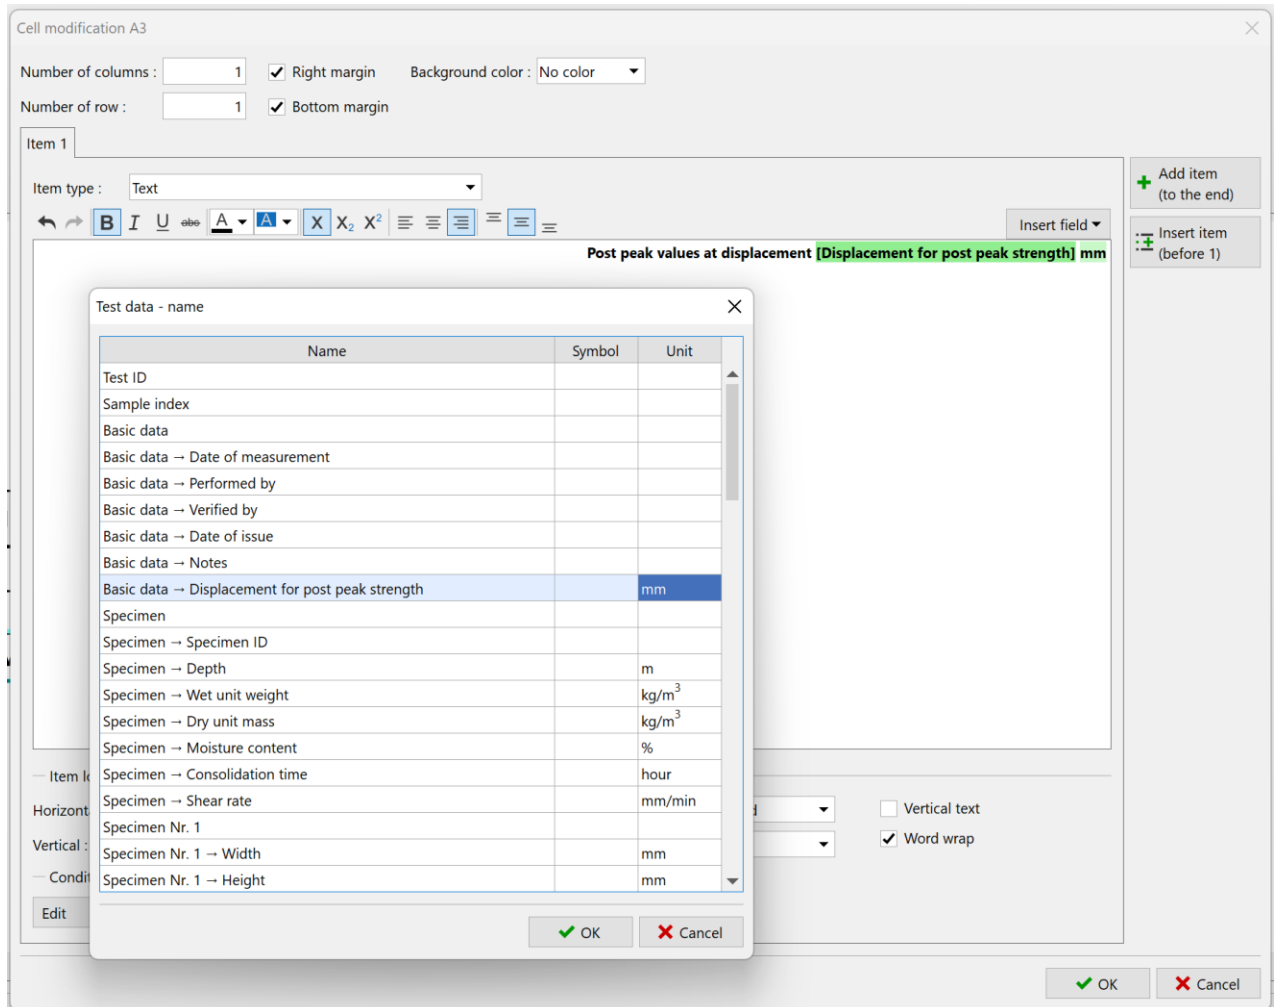 Cell modification A3
Number of columns : 1 Right margin Background color : No color
Number of row : 1 Bottom margin
Item 1
Item type : Text
Add item
(to the end)
B I U abc A A X X₂ X² Insert field
Insert item
(before 1)
Post peak values at displacement [Displacement for post peak strength] mm
Test data - name
Name Symbol Unit
Test ID
Sample index
Basic data
Basic data → Date of measurement
Basic data → Performed by
Basic data → Verified by
Basic data → Date of issue
Basic data → Notes
Basic data → Displacement for post peak strength mm
Specimen
Specimen → Specimen ID
Specimen → Depth m
Specimen → Wet unit weight kg/m³
Specimen → Dry unit mass kg/m³
Specimen → Moisture content %
Specimen → Consolidation time hour
Specimen → Shear rate mm/min
Specimen Nr. 1
Specimen Nr. 1 → Width mm
Specimen Nr. 1 → Height mm
OK Cancel
Item
Vertical text
Vertical :
Word wrap
Edit
OK Cancel